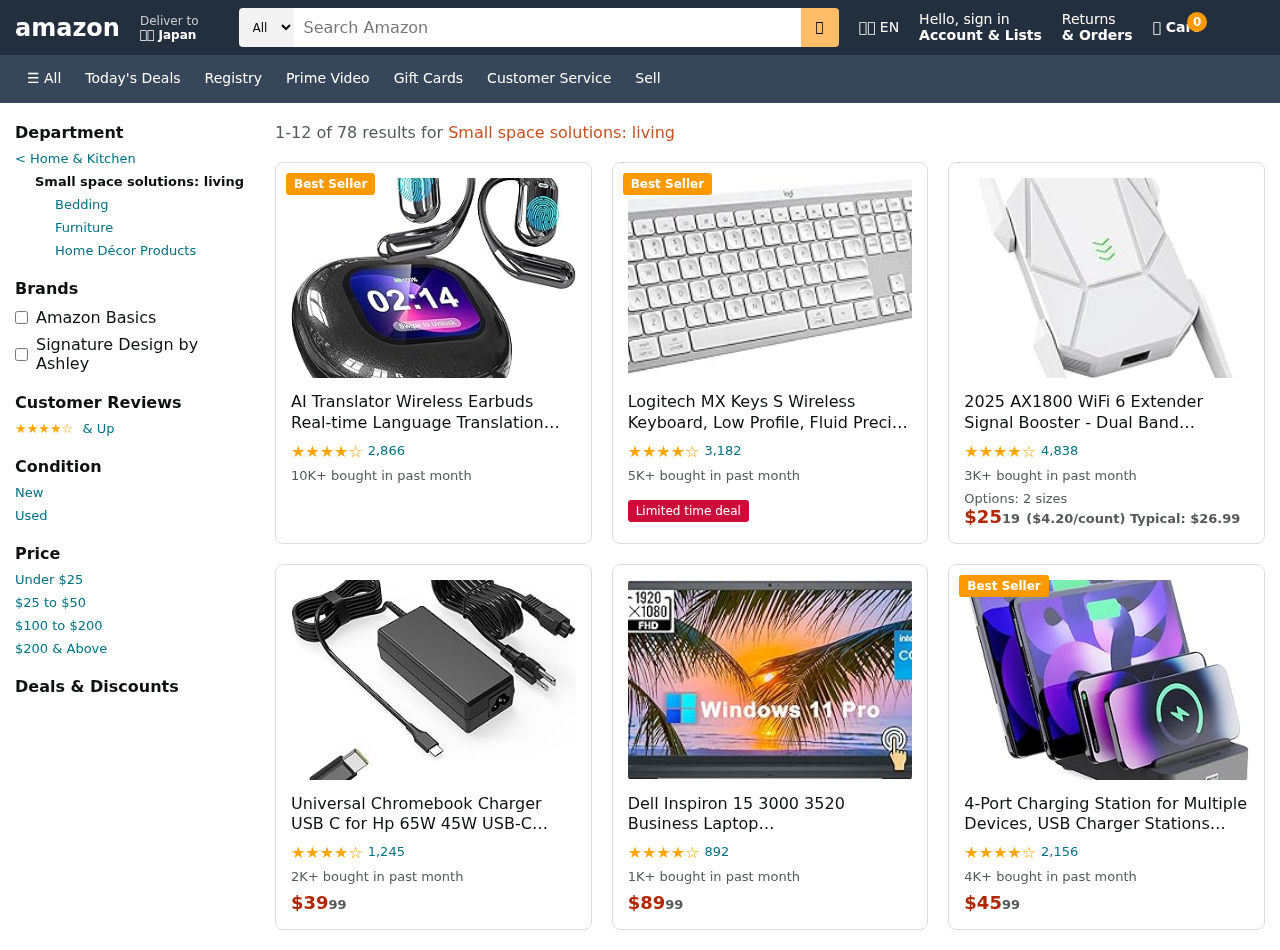 amazon
Deliver to
Japan
All
Search Amazon
EN
Hello, sign in
Account & Lists
Returns
& Orders
0
☰ All
Today's Deals
Registry
Prime Video
Gift Cards
Customer Service
Sell
Department
< Home & Kitchen
Small space solutions: living
Bedding
Furniture
Home Décor Products
Brands
Amazon Basics
Signature Design by
Ashley
Customer Reviews
★★★★☆ & Up
Condition
New
Used
Price
Under $25
$25 to $50
$100 to $200
$200 & Above
Deals & Discounts
1-12 of 78 results for Small space solutions: living
Best Seller
100%
02:14
Swipe to Unlock
AI Translator Wireless Earbuds
Real-time Language Translation…
★★★★☆ 2,866
10K+ bought in past month
Best Seller
logi
Logitech MX Keys S Wireless
Keyboard, Low Profile, Fluid Preci…
★★★★☆ 3,182
5K+ bought in past month
Limited time deal
2025 AX1800 WiFi 6 Extender
Signal Booster - Dual Band…
★★★★☆ 4,838
3K+ bought in past month
Options: 2 sizes
$2519 ($4.20/count) Typical: $26.99
Universal Chromebook Charger
USB C for Hp 65W 45W USB-C…
★★★★☆ 1,245
2K+ bought in past month
$3999
1920
×1080
FHD
Windows 11 Pro
Dell Inspiron 15 3000 3520
Business Laptop…
★★★★☆ 892
1K+ bought in past month
$8999
Best Seller
4-Port Charging Station for Multiple
Devices, USB Charger Stations…
★★★★☆ 2,156
4K+ bought in past month
$4599